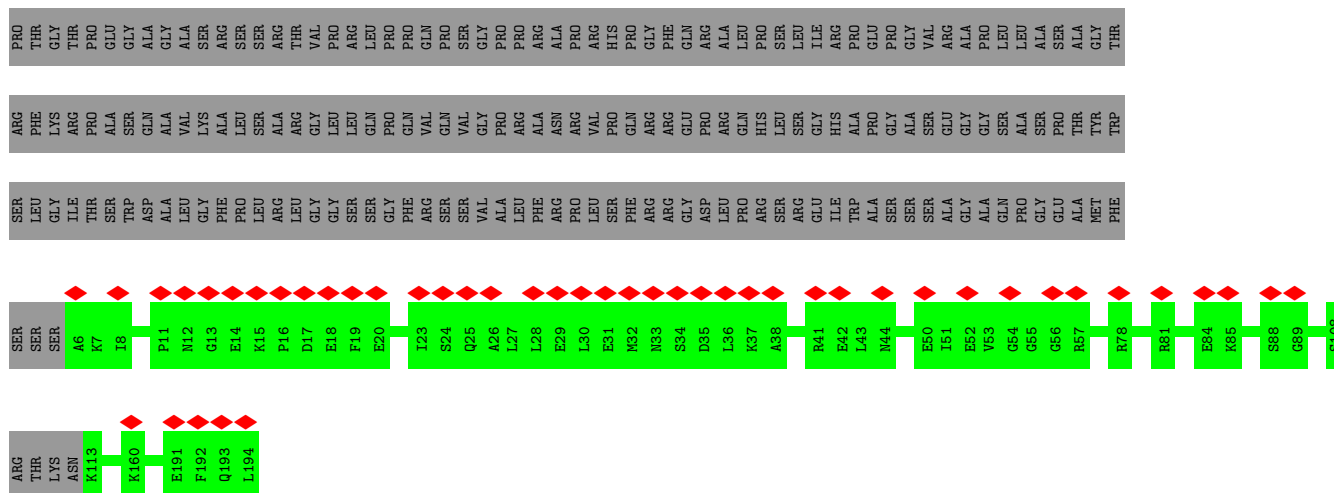 PRO THR GLY THR PRO GLU GLY ALA GLY ALA SER ARG SER SER ARG THR VAL PRO ARG LEU PRO PRO GLN PRO SER GLY PRO PRO ARG ALA PRO ARG HIS PRO GLY PHE GLN ARG ALA LEU PRO SER LEU ILE ARG PRO GLU PRO GLY VAL ARG ALA PRO LEU LEU ALA SER ALA GLY THR
ARG PHE LYS ARG PRO ALA SER GLN ALA VAL LYS ALA LEU SER ALA ARG GLY LEU LEU GLN PRO GLN VAL GLN VAL GLY PRO ARG ALA ASN ARG VAL PRO GLN ARG ARG GLU PRO ARG GLN HIS LEU SER GLY HIS ALA PRO GLY ALA SER GLU GLY GLY SER ALA SER PRO THR TYR TRP
SER LEU GLY ILE THR SER TRP ASP ALA LEU GLY PHE PRO LEU ARG LEU GLY GLY SER SER GLY PHE ARG SER SER VAL ALA LEU PHE ARG PRO LEU SER PHE ARG ARG GLY ASP LEU PRO ARG SER ARG GLU ILE TRP ALA SER SER SER ALA GLY ALA GLN PRO GLY GLU ALA MET PHE
SER SER SER A6 K7 I8 P11 N12 G13 E14 K15 P16 D17 E18 F19 E20 I23 S24 Q25 A26 L27 L28 E29 L30 E31 M32 N33 S34 D35 L36 K37 A38 R41 E42 L43 N44 E50 I51 E52 V53 G54 G55 G56 R57 R78 R81 E84 K85 S88 G89
ARG THR LYS ASN K113 K160 E191 F192 Q193 L194